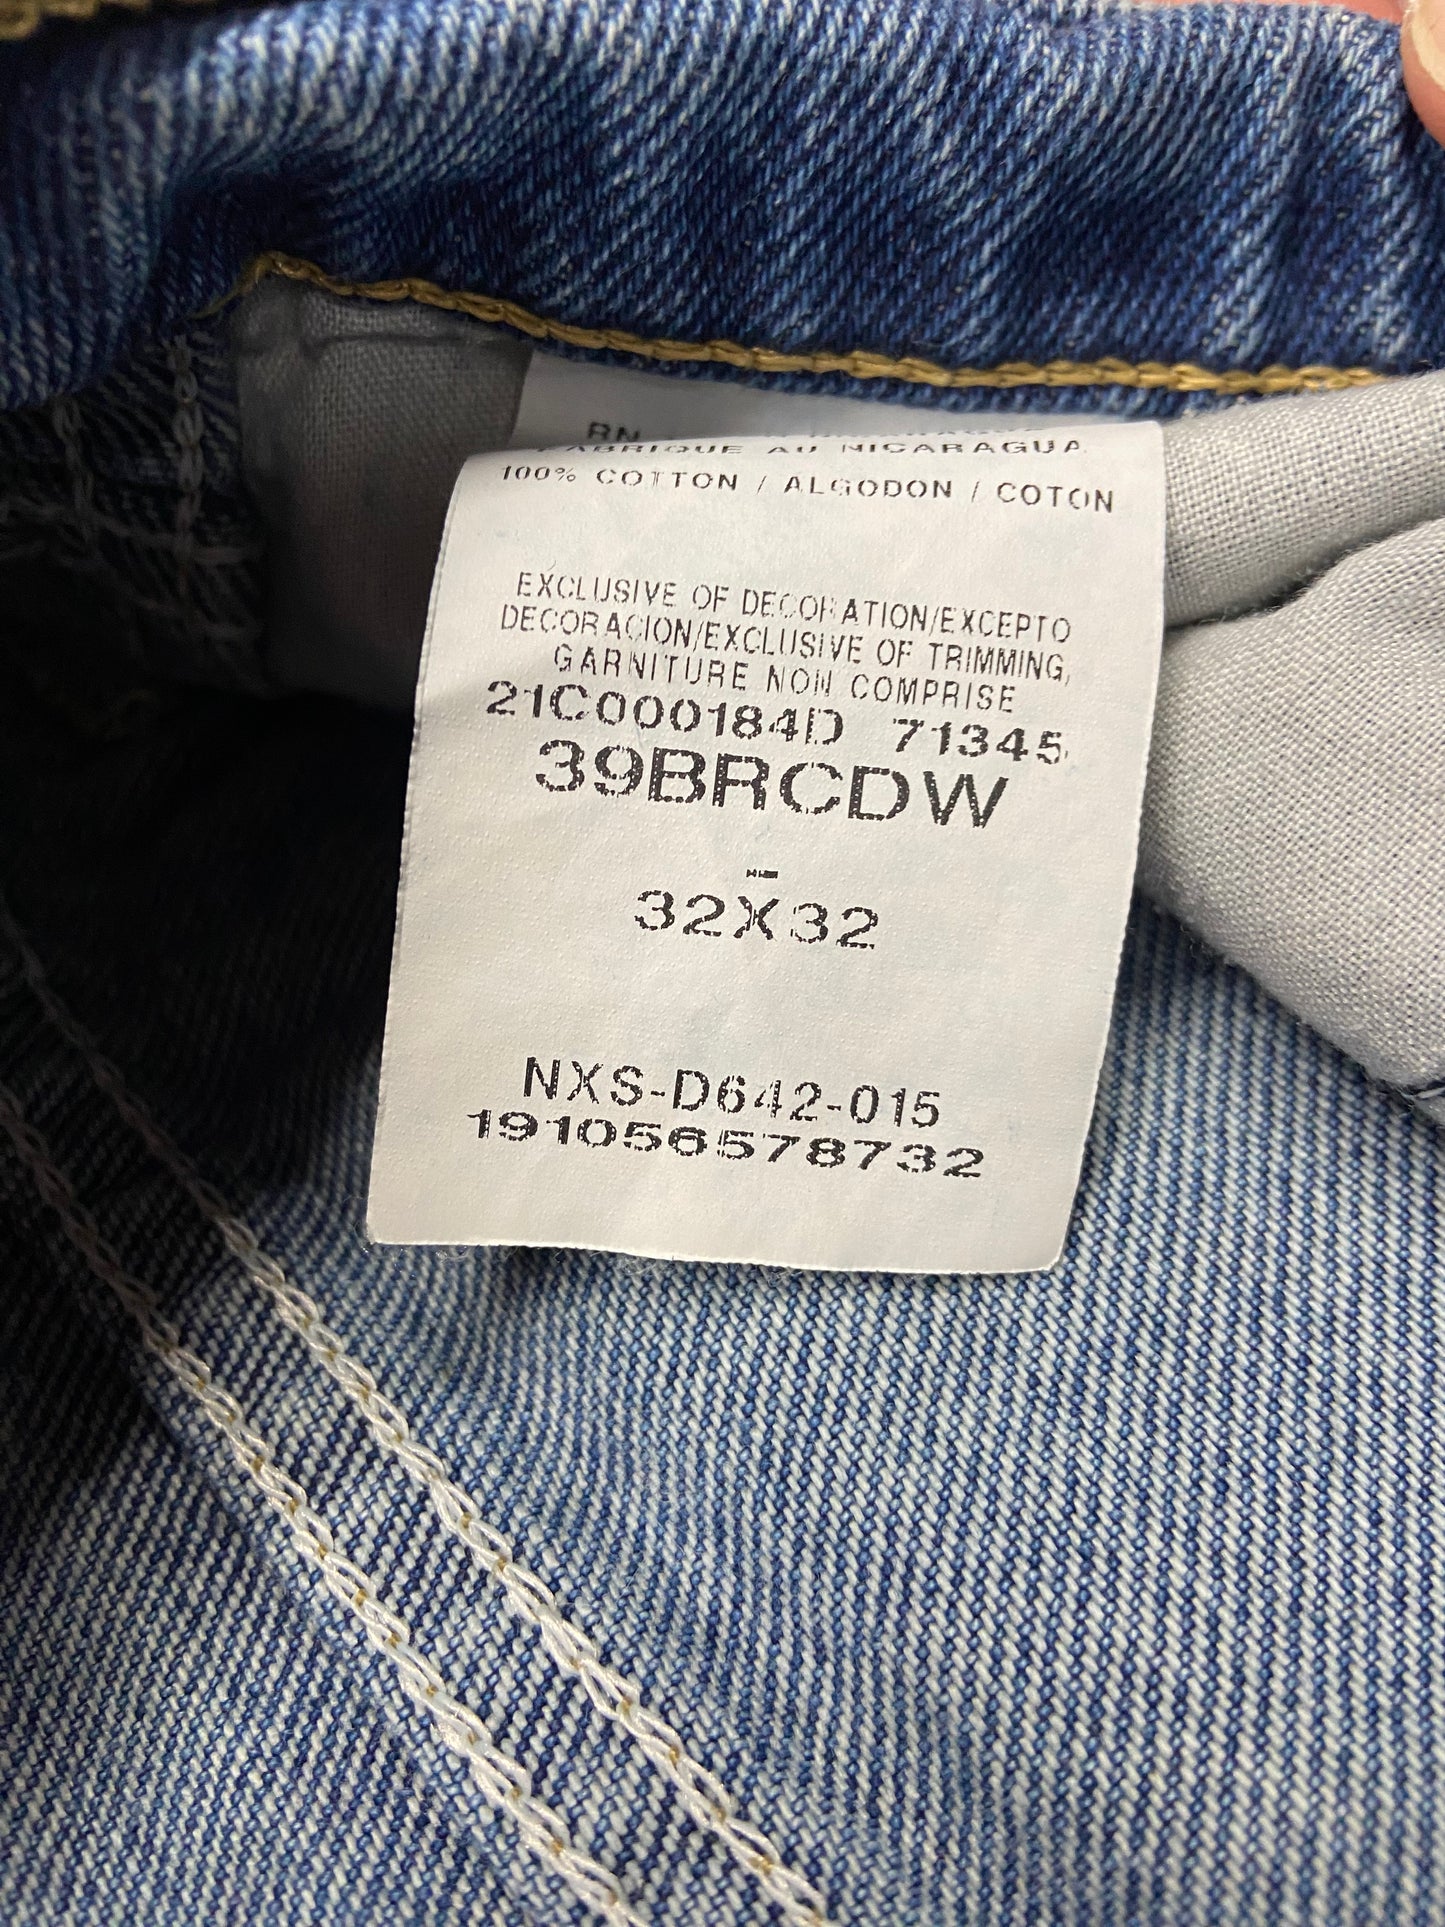 RN
FABRIQUE AU NICARAGUA
100% COTTON / ALGODON / COTON
EXCLUSIVE OF DECORATION/EXCEPTO
DECORACION/EXCLUSIVE OF TRIMMING,
GARNITURE NON COMPRISE
21C000184D 71345
39BRCDW
32X32
NXS-D642-015
191056578732